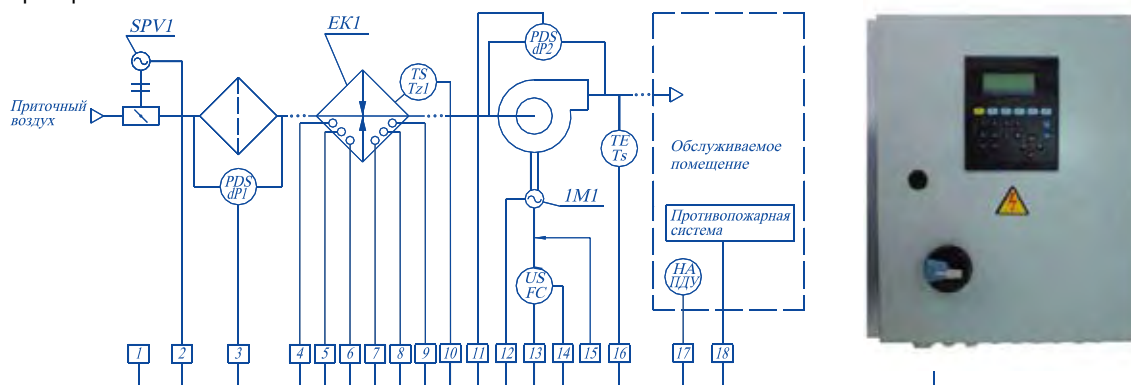 SPV1
EK1
PDS
dP2
TS
Tz1
Приточный
воздух
PDS
dP1
TE
Ts
Обслуживаемое
помещение
1M1
Противопожарная
система
US
FC
НА
ПДУ
1
2
3
4
5
6
7
8
9
10
11
12
13
14
15
16
17
18